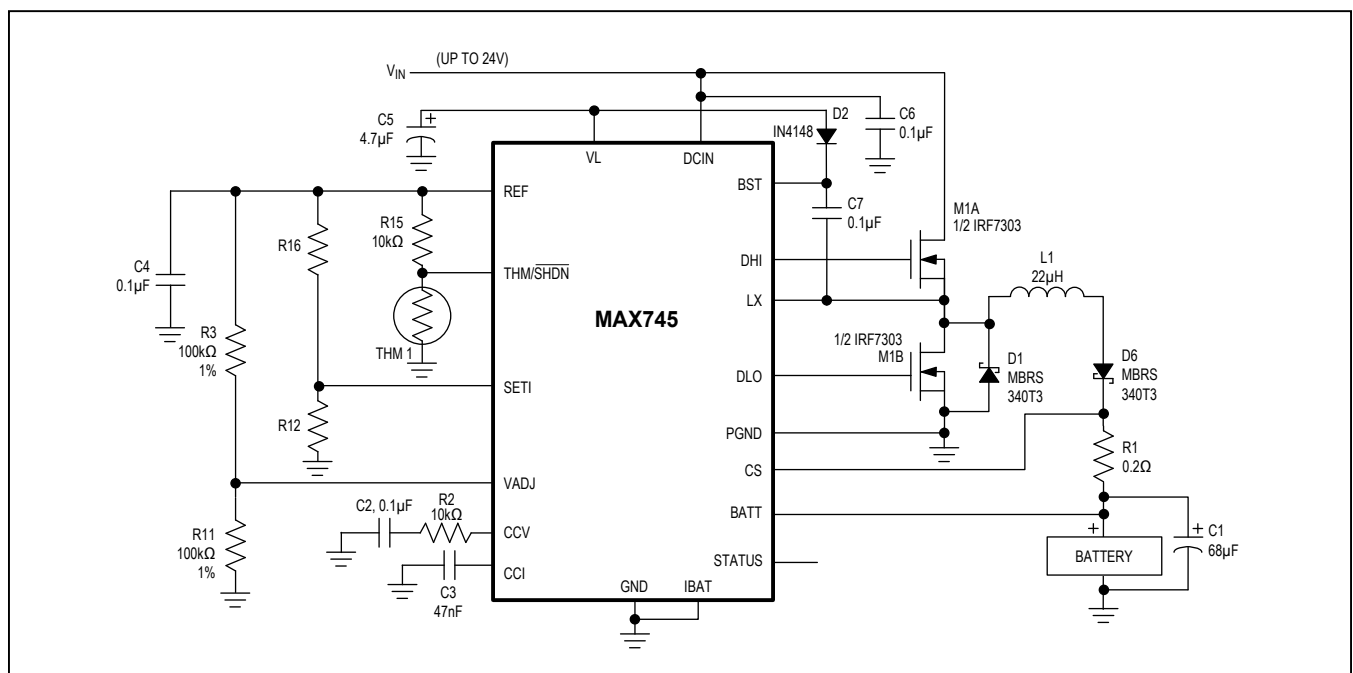 VIN
(UP TO 24V)
C5
4.7µF
+
D2
IN4148
C6
0.1µF
VL
DCIN
REF
BST
R15
10kΩ
C7
0.1µF
M1A
1/2 IRF7303
R16
C4
0.1µF
THM/SHDN
DHI
L1
22µH
LX
MAX745
R3
100kΩ
1%
THM 1
1/2 IRF7303
M1B
D1
MBRS
340T3
D6
MBRS
340T3
SETI
DLO
R12
PGND
R1
0.2Ω
CS
VADJ
C2, 0.1µF
R2
10kΩ
BATT
R11
100kΩ
1%
CCV
+
+
C1
68µF
BATTERY
STATUS
CCI
C3
47nF
GND
IBAT